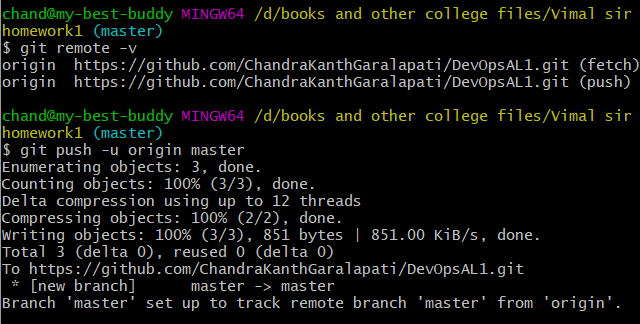 chand@my-best-buddy MINGW64 /d/books and other college files/Vimal sir
homework1 (master)
$ git remote -v
origin  https://github.com/ChandraKanthGaralapati/DevOpsAL1.git (fetch)
origin  https://github.com/ChandraKanthGaralapati/DevOpsAL1.git (push)

chand@my-best-buddy MINGW64 /d/books and other college files/Vimal sir
homework1 (master)
$ git push -u origin master
Enumerating objects: 3, done.
Counting objects: 100% (3/3), done.
Delta compression using up to 12 threads
Compressing objects: 100% (2/2), done.
Writing objects: 100% (3/3), 851 bytes | 851.00 KiB/s, done.
Total 3 (delta 0), reused 0 (delta 0)
To https://github.com/ChandraKanthGaralapati/DevOpsAL1.git
 * [new branch]      master -> master
Branch 'master' set up to track remote branch 'master' from 'origin'.